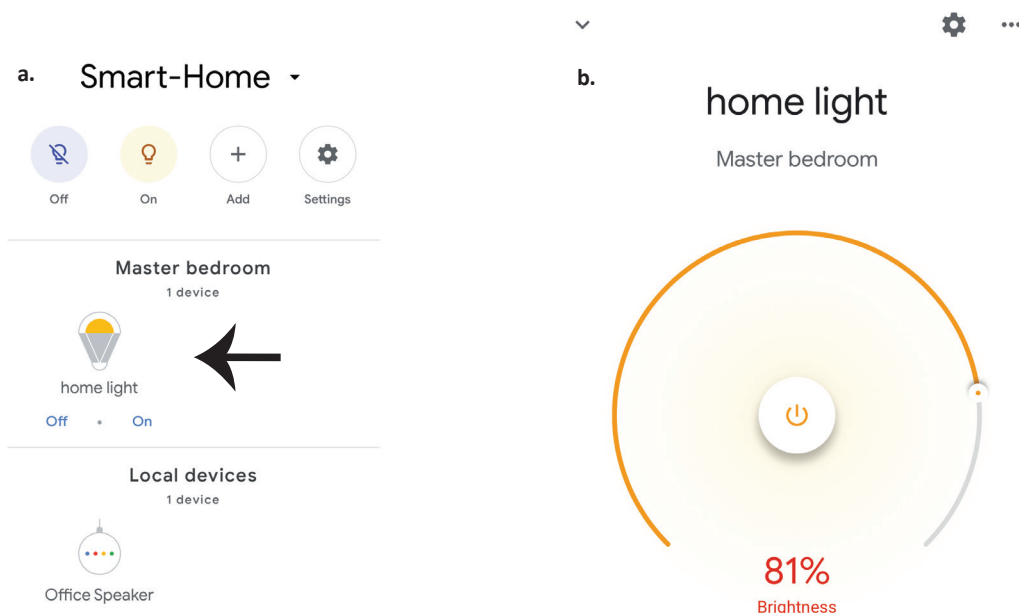 a.
Smart-Home
Off
On
Add
Settings
Master bedroom
1 device
home light
Off • On
Local devices
1 device
Office Speaker
b.
home light
Master bedroom
81%
Brightness